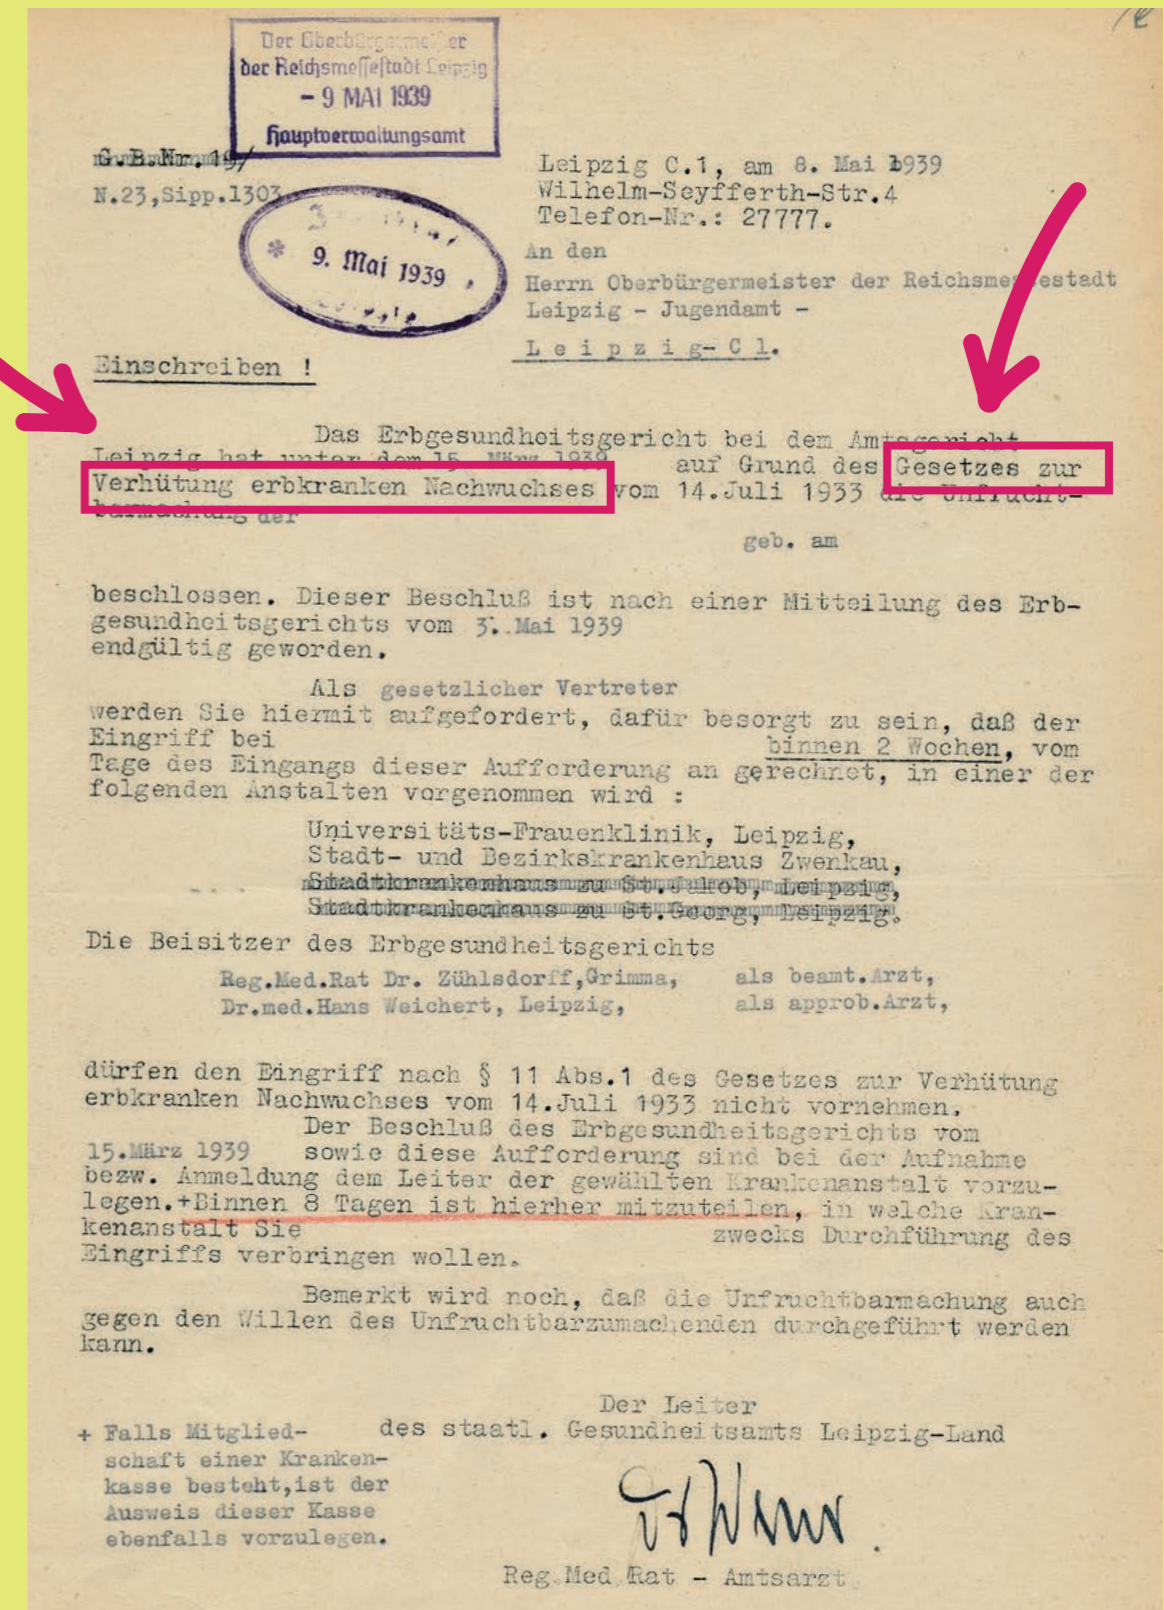 Der Oberbürgermeister
der Reichsmessestadt Leipzig
- 9 MAI 1939
Hauptverwaltungsamt
G.B.Nr.19/
N.23,Sipp.1303
9. Mai 1939
Leipzig C.1, am 8. Mai 1939
Wilhelm-Seyfferth-Str.4
Telefon-Nr.: 27777.
An den
Herrn Oberbürgermeister der Reichsmessestadt
Leipzig - Jugendamt -
Leipzig-C1.
Einschreiben !
Das Erbgesundheitsgericht bei dem Amtsgericht
Leipzig hat unter dem 15. März 1939 auf Grund des Gesetzes zur
Verhütung erbkranken Nachwuchses vom 14.Juli 1933 die Unfrucht-
barmachung der
geb. am
beschlossen. Dieser Beschluß ist nach einer Mitteilung des Erb-
gesundheitsgerichts vom 3. Mai 1939
endgültig geworden.
Als gesetzlicher Vertreter
werden Sie hiermit aufgefordert, dafür besorgt zu sein, daß der
Eingriff bei binnen 2 Wochen, vom
Tage des Eingangs dieser Aufforderung an gerechnet, in einer der
folgenden Anstalten vorgenommen wird :
Universitäts-Frauenklinik, Leipzig,
Stadt- und Bezirkskrankenhaus Zwenkau,
Stadtkrankenhaus zu St.Jakob, Leipzig,
Stadtkrankenhaus zu St.Georg, Leipzig.
Die Beisitzer des Erbgesundheitsgerichts
Reg.Med.Rat Dr. Zühlsdorff,Grimma, als beamt.Arzt,
Dr.med.Hans Weichert, Leipzig, als approb.Arzt,
dürfen den Eingriff nach § 11 Abs.1 des Gesetzes zur Verhütung
erbkranken Nachwuchses vom 14.Juli 1933 nicht vornehmen.
Der Beschluß des Erbgesundheitsgerichts vom
15.März 1939 sowie diese Aufforderung sind bei der Aufnahme
bezw. Anmeldung dem Leiter der gewählten Krankenanstalt vorzu-
legen.+Binnen 8 Tagen ist hierher mitzuteilen, in welche Kran-
kenanstalt Sie zwecks Durchführung des
Eingriffs verbringen wollen.
Bemerkt wird noch, daß die Unfruchtbarmachung auch
gegen den Willen des Unfruchtbarzumachenden durchgeführt werden
kann.
Der Leiter
des staatl. Gesundheitsamts Leipzig-Land
+ Falls Mitglied-
schaft einer Kranken-
kasse besteht,ist der
Ausweis dieser Kasse
ebenfalls vorzulegen.
Reg.Med.Rat - Amtsarzt